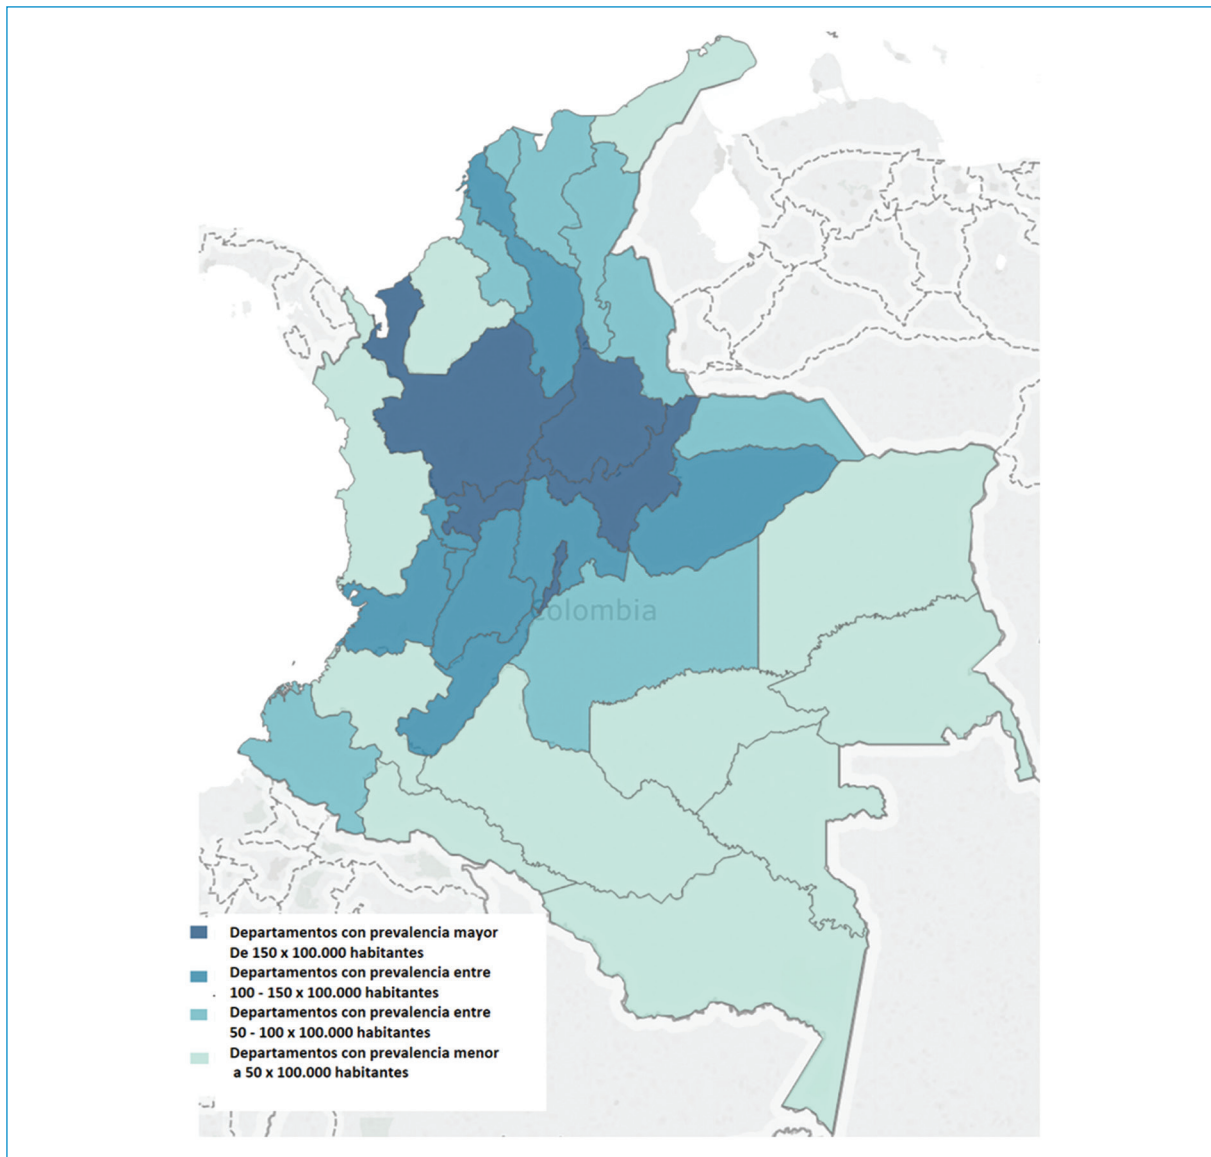 Colombia
Departamentos con prevalencia mayor
De 150 x 100.000 habitantes
Departamentos con prevalencia entre
100 - 150 x 100.000 habitantes
Departamentos con prevalencia entre
50 - 100 x 100.000 habitantes
Departamentos con prevalencia menor
a 50 x 100.000 habitantes